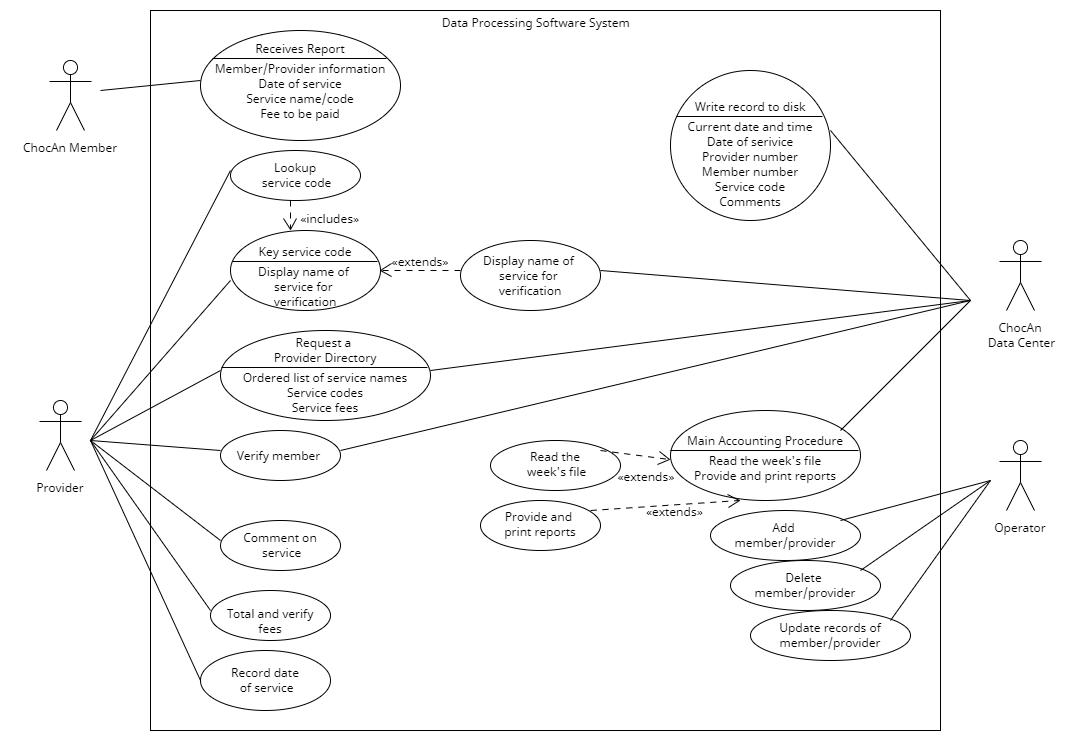 Data Processing Software System
Receives Report
Member/Provider information
Date of service
Service name/code
Fee to be paid
ChocAn Member
Write record to disk
Current date and time
Date of serivice
Provider number
Member number
Service code
Comments
Lookup
service code
«includes»
Key service code
Display name of
service for
verification
«extends»
Display name of
service for
verification
ChocAn
Data Center
Request a
Provider Directory
Ordered list of service names
Service codes
Service fees
Provider
Verify member
Main Accounting Procedure
Read the week's file
Provide and print reports
Read the
week's file
«extends»
Provide and
print reports
«extends»
Operator
Add
member/provider
Delete
member/provider
Update records of
member/provider
Comment on
service
Total and verify
fees
Record date
of service